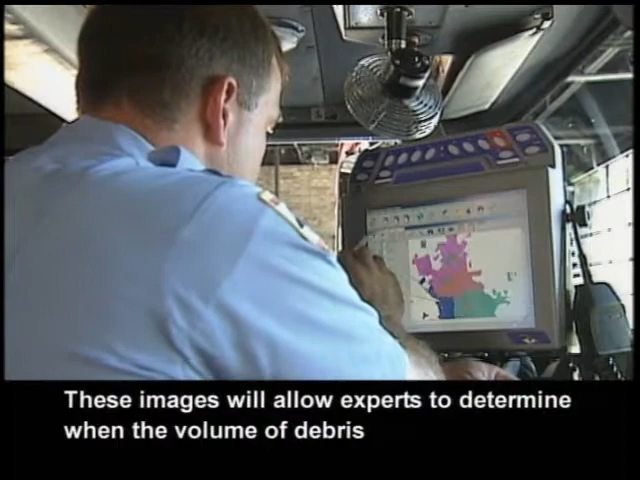 These images will allow experts to determine
when the volume of debris